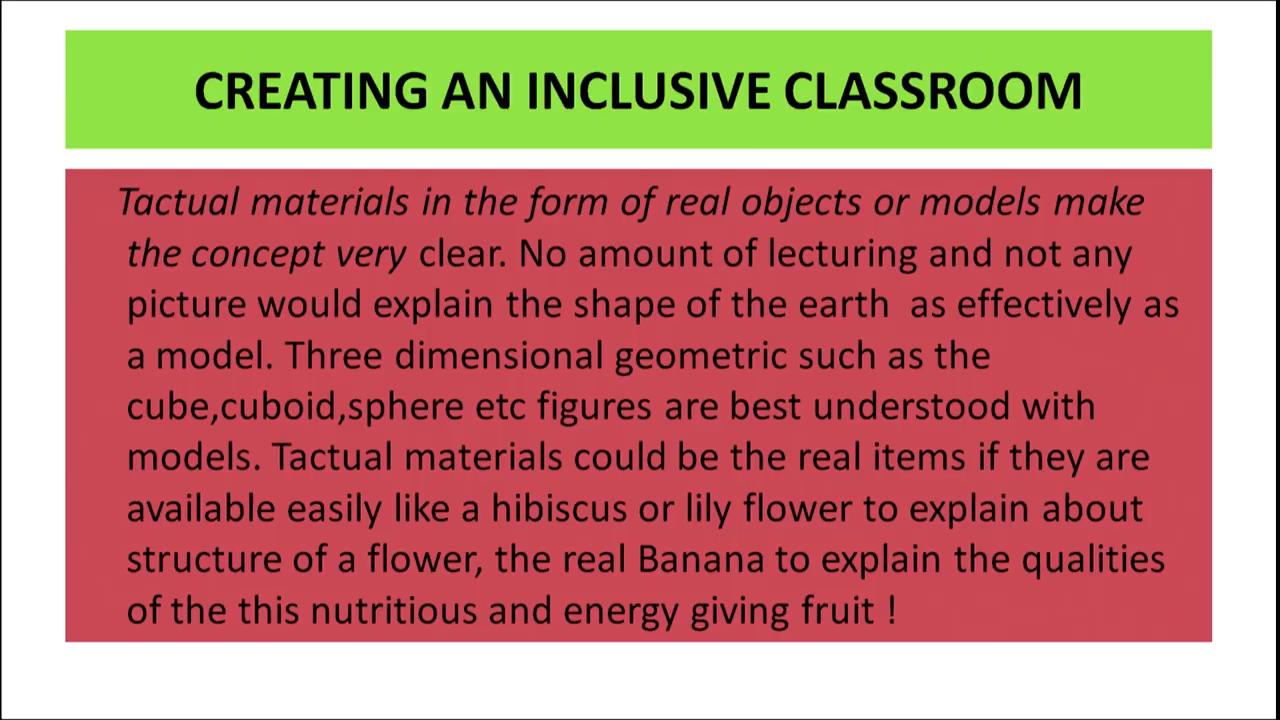 CREATING AN INCLUSIVE CLASSROOM
Tactual materials in the form of real objects or models make
the concept very clear. No amount of lecturing and not any
picture would explain the shape of the earth  as effectively as
a model. Three dimensional geometric such as the
cube,cuboid,sphere etc figures are best understood with
models. Tactual materials could be the real items if they are
available easily like a hibiscus or lily flower to explain about
structure of a flower, the real Banana to explain the qualities
of the this nutritious and energy giving fruit !